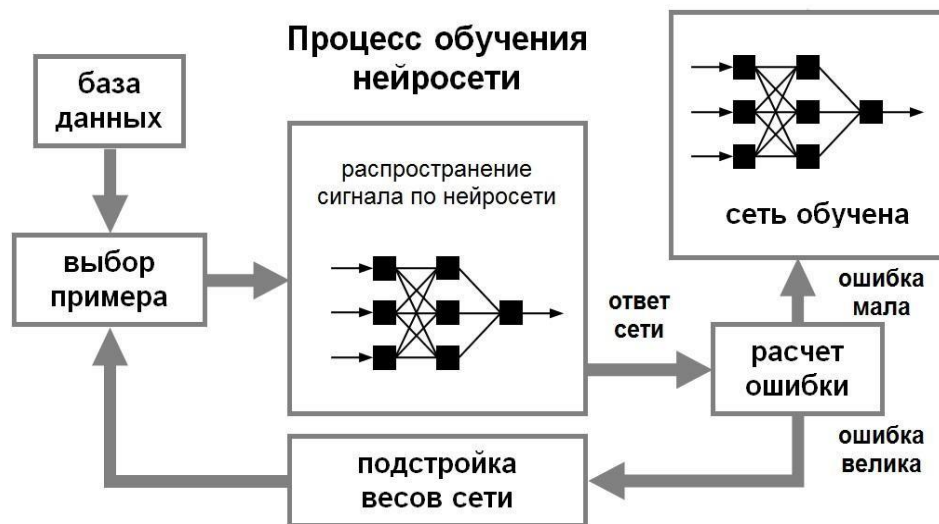 Процесс обучения
нейросети
база
данных
выбор
примера
распространение
сигнала по нейросети
ответ
сети
расчет
ошибки
ошибка
мала
сеть обучена
ошибка
велика
подстройка
весов сети